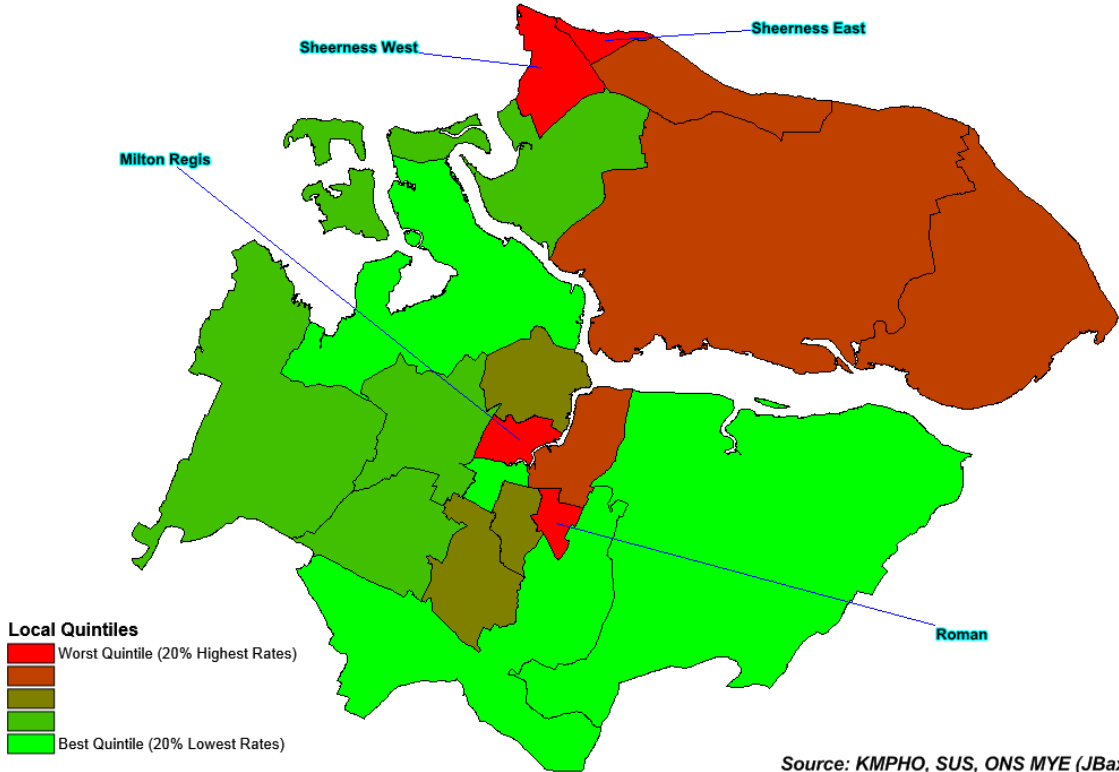 Sheerness West
Sheerness East
Milton Regis
Roman
Local Quintiles
Worst Quintile (20% Highest Rates)
Best Quintile (20% Lowest Rates)
Source: KMPHO, SUS, ONS MYE